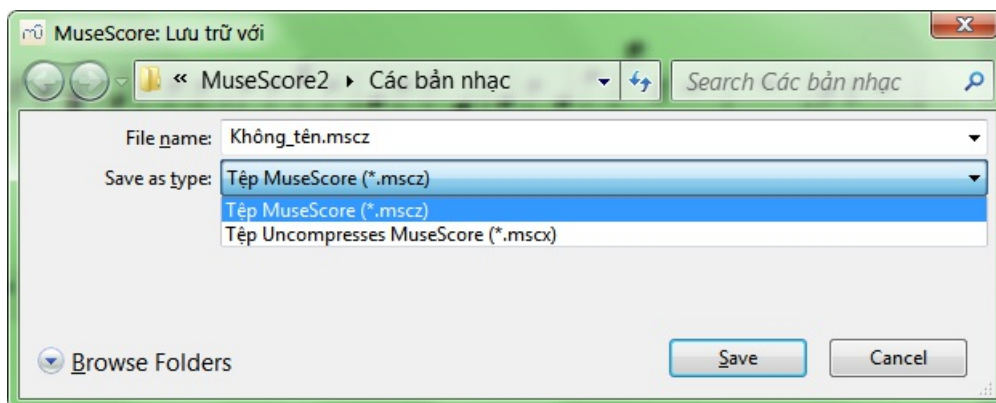 MuseScore: Lưu trữ với
« MuseScore2 ▸ Các bản nhạc Search Các bản nhạc
File name: Không_tên.mscz
Save as type: Tệp MuseScore (*.mscz)
Tệp MuseScore (*.mscz)
Tệp Uncompresses MuseScore (*.mscx)
Browse Folders Save Cancel